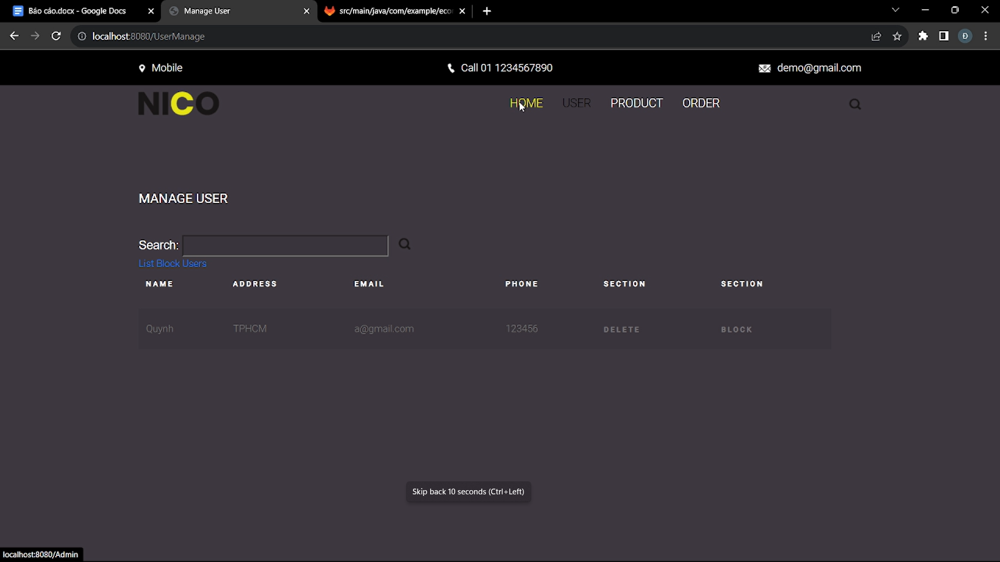 Báo cáo.docx - Google Docs
Manage User
src/main/java/com/example/eco
localhost:8080/UserManage
Đ
Mobile
Call 01 1234567890
demo@gmail.com
NICO
HOME USER PRODUCT ORDER
MANAGE USER
Search:
List Block Users
NAME ADDRESS EMAIL PHONE SECTION SECTION
Quynh TPHCM a@gmail.com 123456 DELETE BLOCK
Skip back 10 seconds (Ctrl+Left)
localhost:8080/Admin